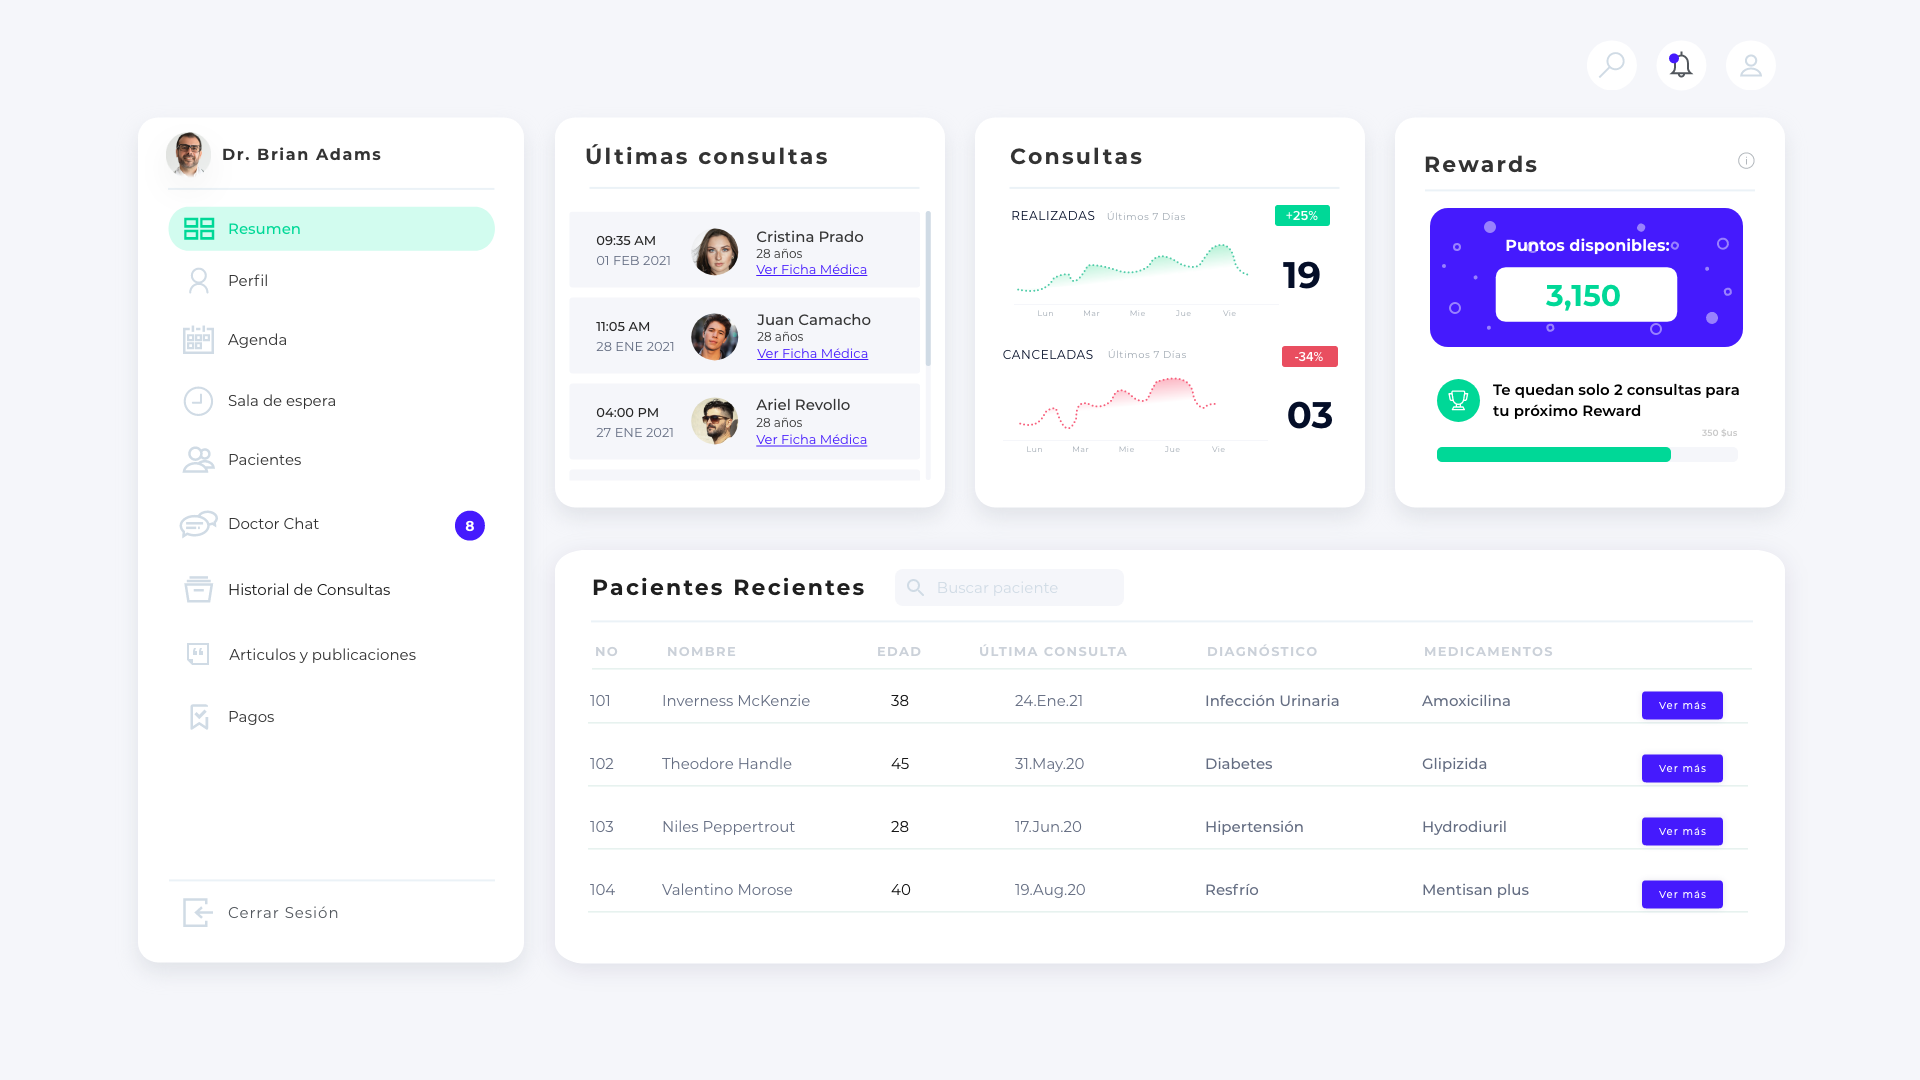 Dr. Brian Adams
Resumen
Perfil
Agenda
Sala de espera
Pacientes
Doctor Chat
8
Historial de Consultas
Articulos y publicaciones
Pagos
Cerrar Sesión
Últimas consultas
09:35 AM
01 FEB 2021
Cristina Prado
28 años
Ver Ficha Médica
11:05 AM
28 ENE 2021
Juan Camacho
28 años
Ver Ficha Médica
04:00 PM
27 ENE 2021
Ariel Revollo
28 años
Ver Ficha Médica
Consultas
REALIZADAS Últimos 7 Días
+25%
19
Lun Mar Mie Jue Vie
CANCELADAS Últimos 7 Días
-34%
03
Lun Mar Mie Jue Vie
Rewards
Puntos disponibles:
3,150
Te quedan solo 2 consultas para
tu próximo Reward
350 $us
Pacientes Recientes
Buscar paciente
NO NOMBRE EDAD ÚLTIMA CONSULTA DIAGNÓSTICO MEDICAMENTOS
101 Inverness McKenzie 38 24.Ene.21 Infección Urinaria Amoxicilina Ver más
102 Theodore Handle 45 31.May.20 Diabetes Glipizida Ver más
103 Niles Peppertrout 28 17.Jun.20 Hipertensión Hydrodiuril Ver más
104 Valentino Morose 40 19.Aug.20 Resfrío Mentisan plus Ver más